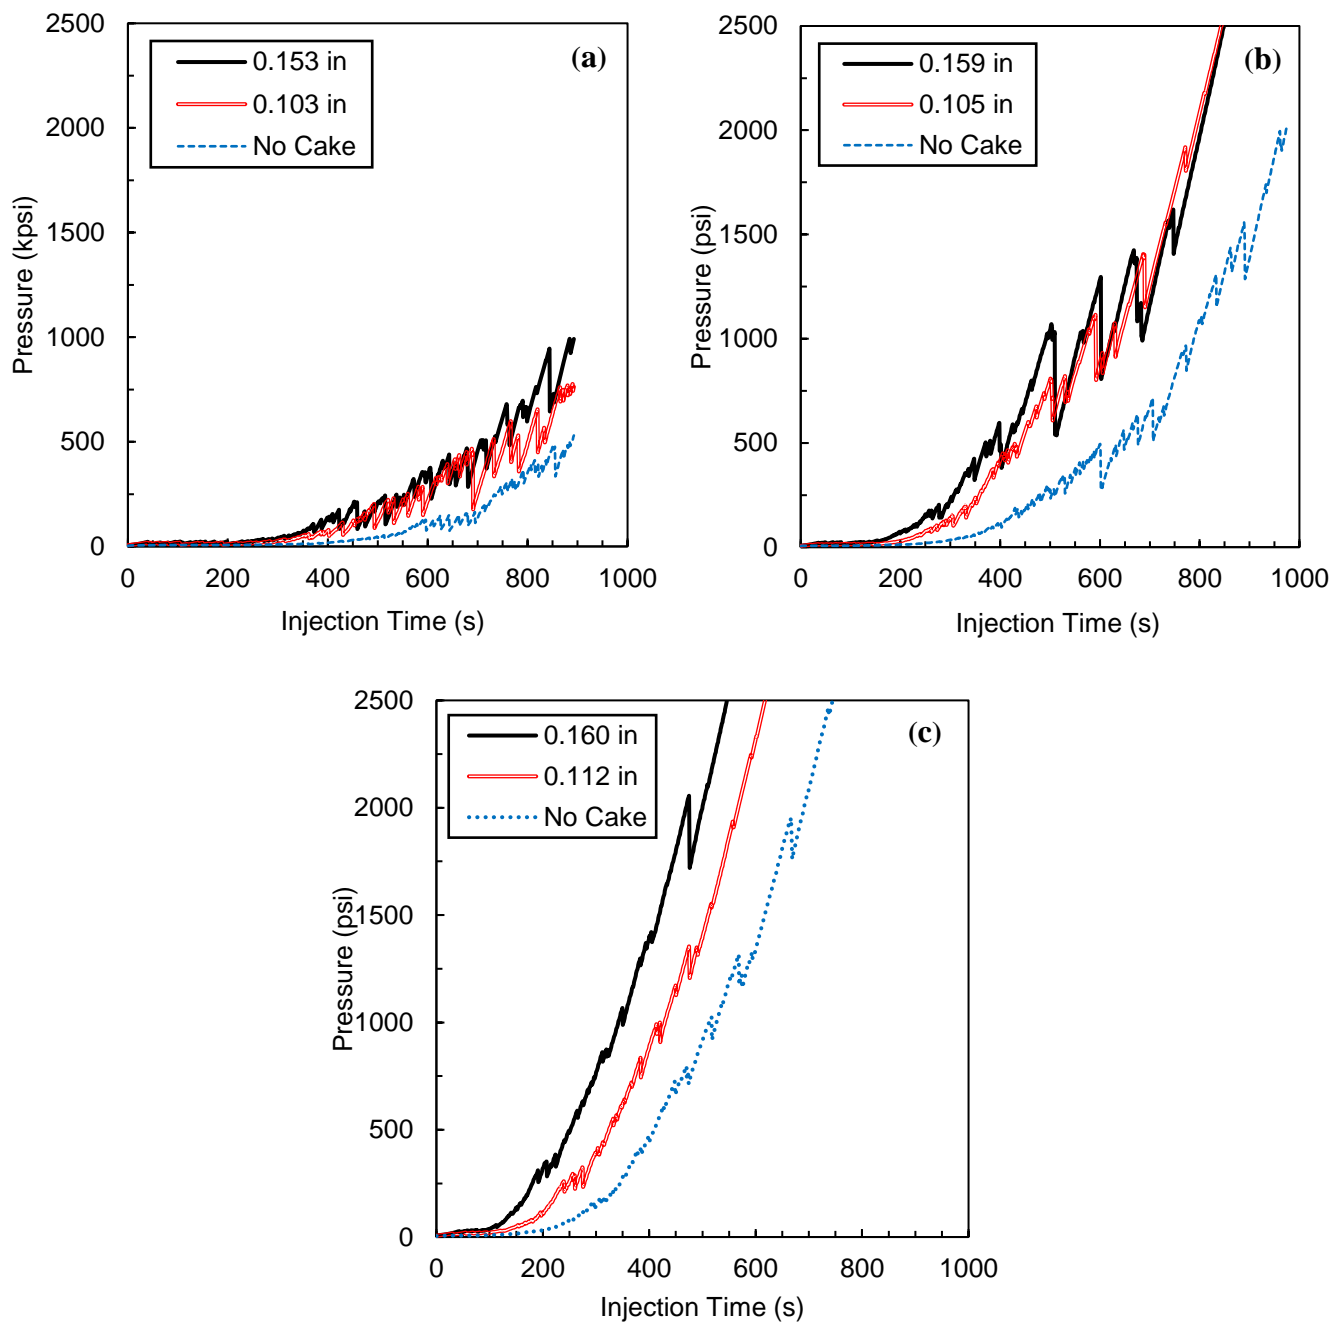 (a)
0.153 in
0.103 in
No Cake
2500
2000
1500
1000
500
0
Pressure (kpsi)
0 200 400 600 800 1000
Injection Time (s)
(b)
0.159 in
0.105 in
No Cake
2500
2000
1500
1000
500
0
Pressure (psi)
0 200 400 600 800 1000
Injection Time (s)
(c)
0.160 in
0.112 in
No Cake
2500
2000
1500
1000
500
0
Pressure (psi)
0 200 400 600 800 1000
Injection Time (s)